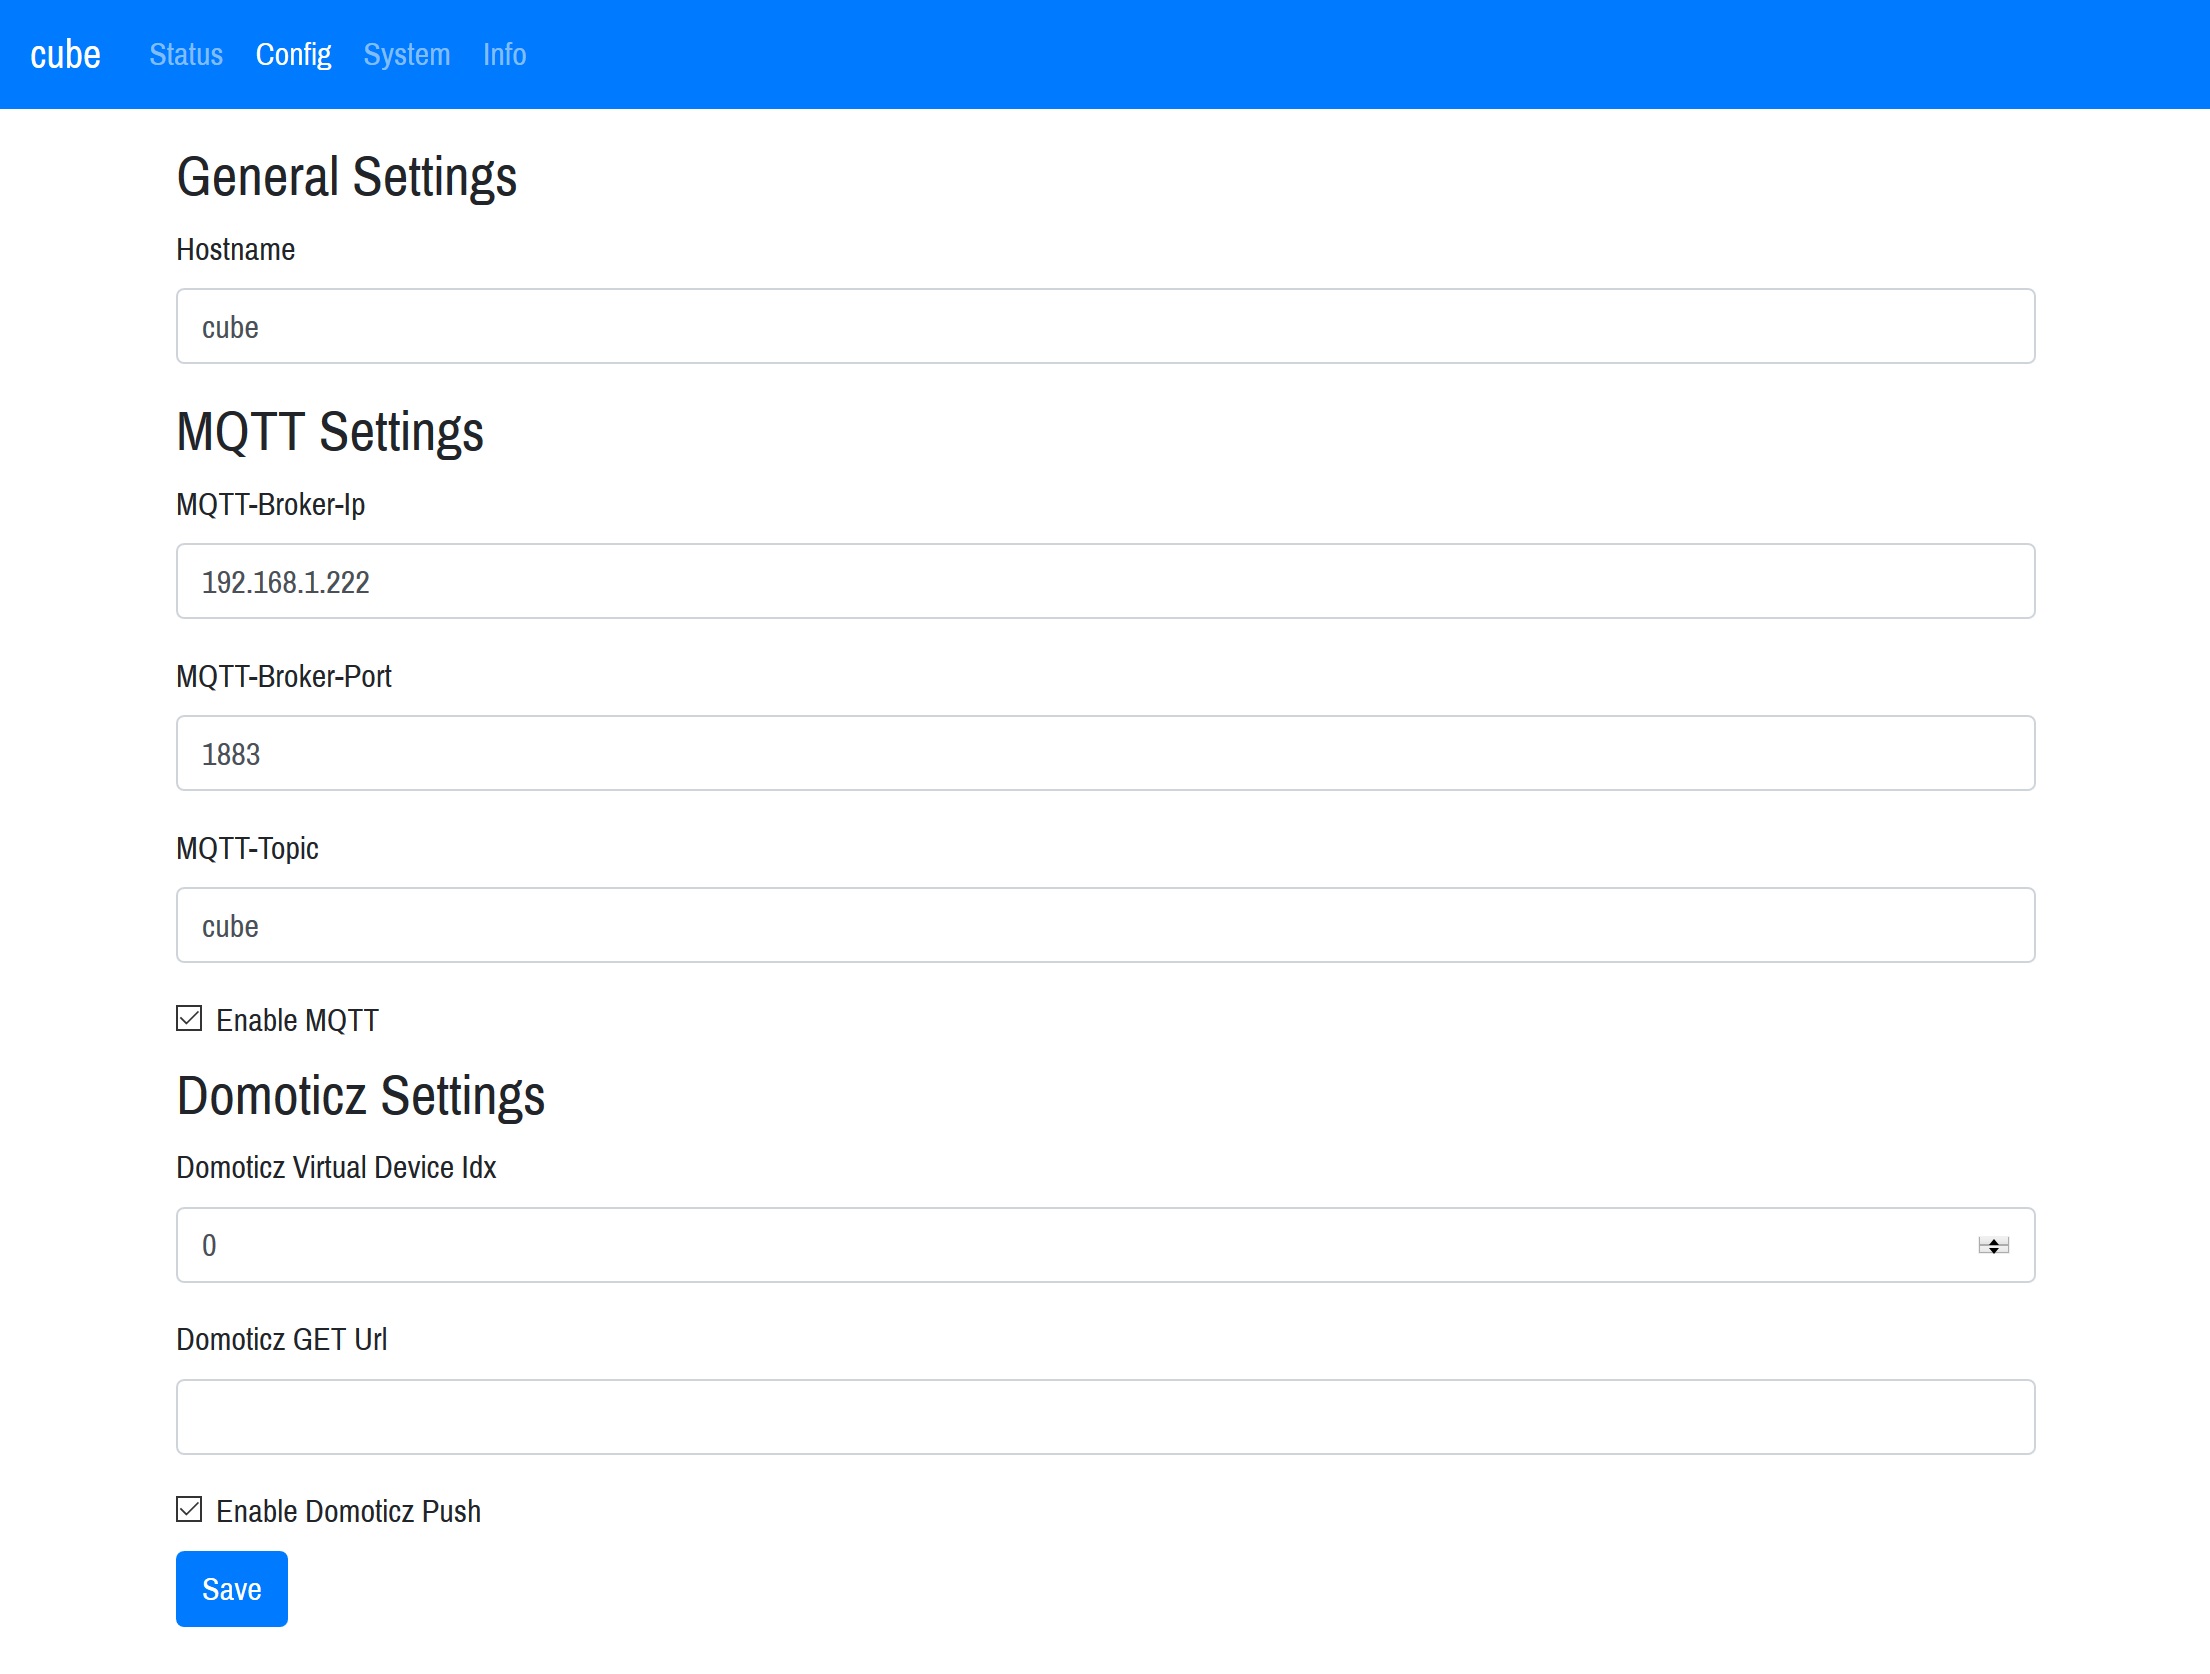 cube Status Config System Info
General Settings
Hostname
cube
MQTT Settings
MQTT-Broker-Ip
192.168.1.222
MQTT-Broker-Port
1883
MQTT-Topic
cube
Enable MQTT
Domoticz Settings
Domoticz Virtual Device Idx
0
Domoticz GET Url
Enable Domoticz Push
Save